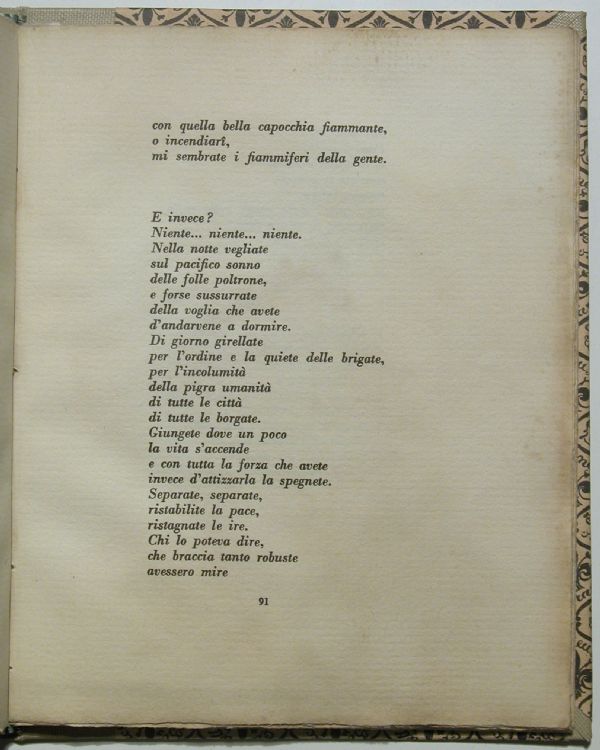 con quella bella capocchia fiammante,
o incendiarî,
mi sembrate i fiammiferi della gente.
E invece?
Niente... niente... niente.
Nella notte vegliate
sul pacifico sonno
delle folle poltrone,
e forse sussurrate
della voglia che avete
d'andarvene a dormire.
Di giorno girellate
per l'ordine e la quiete delle brigate,
per l'incolumità
della pigra umanità
di tutte le città
di tutte le borgate.
Giungete dove un poco
la vita s'accende
e con tutta la forza che avete
invece d'attizzarla la spegnete.
Separate, separate,
ristabilite la pace,
ristagnate le ire.
Chi lo poteva dire,
che braccia tanto robuste
avessero mire
91